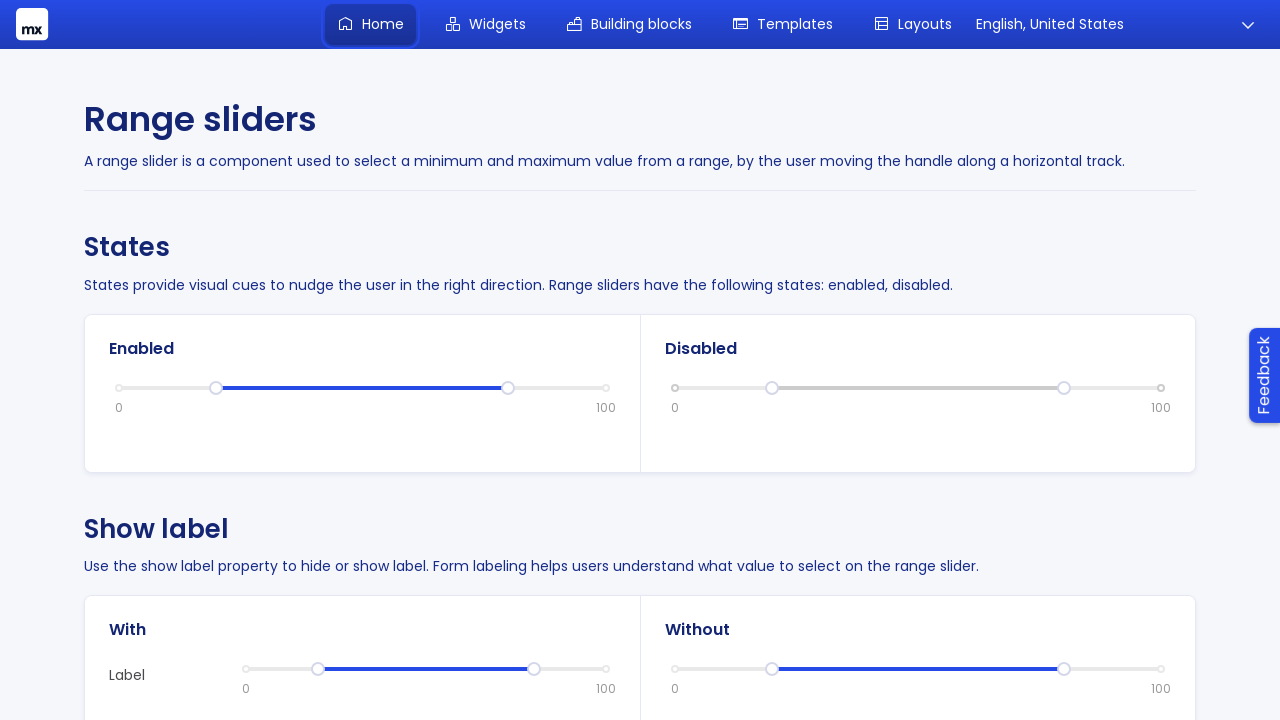 mx
Home
Widgets
Building blocks
Templates
Layouts
English, United States
Range sliders
A range slider is a component used to select a minimum and maximum value from a range, by the user moving the handle along a horizontal track.
States
States provide visual cues to nudge the user in the right direction. Range sliders have the following states: enabled, disabled.
Enabled
0 100
Disabled
0 100
Feedback
Show label
Use the show label property to hide or show label. Form labeling helps users understand what value to select on the range slider.
With
Label
0 100
Without
0 100